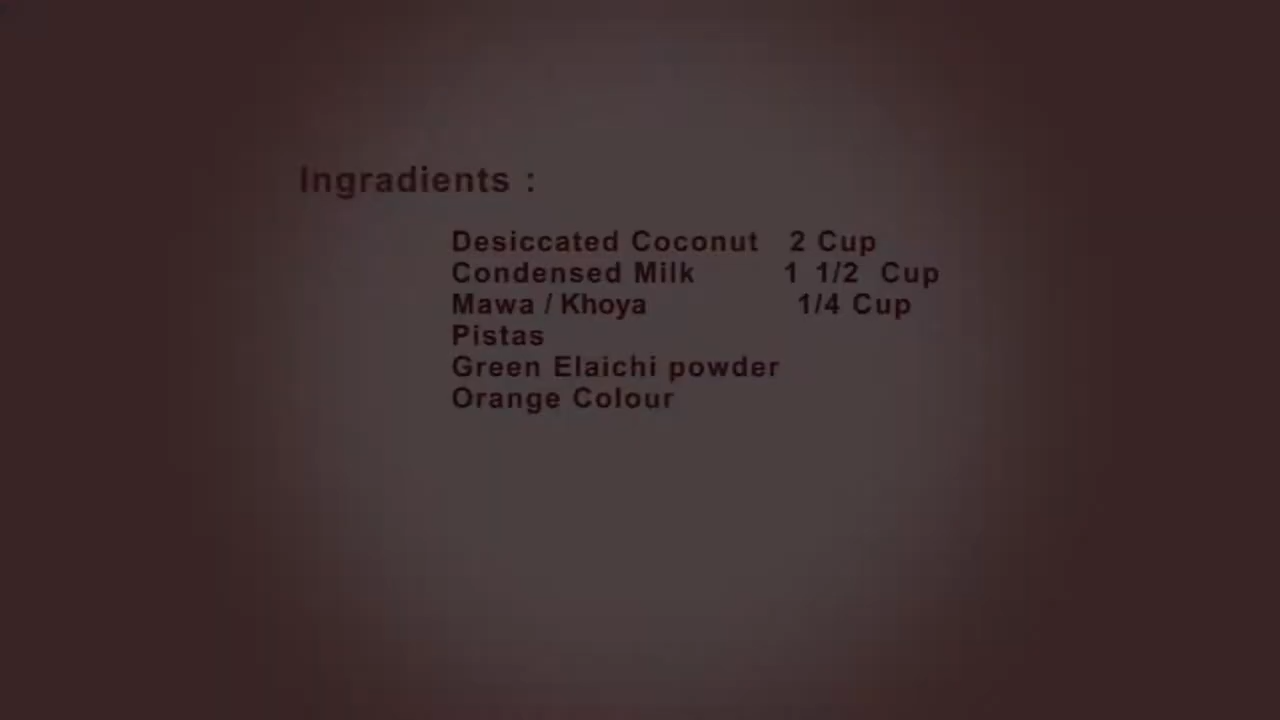 Ingradients :
Desiccated Coconut 2 Cup
Condensed Milk 1 1/2 Cup
Mawa / Khoya 1/4 Cup
Pistas
Green Elaichi powder
Orange Colour